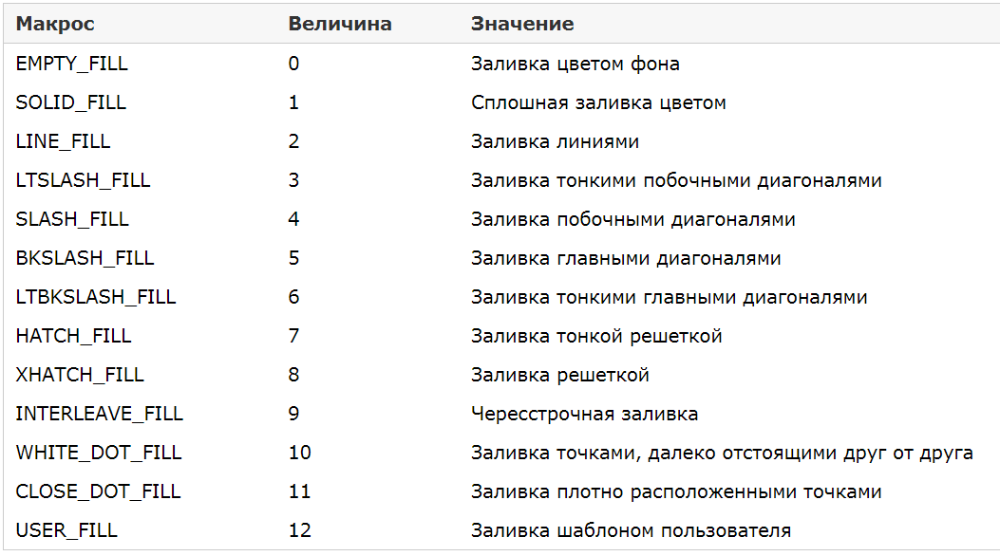 Макрос Величина Значение
EMPTY_FILL 0 Заливка цветом фона
SOLID_FILL 1 Сплошная заливка цветом
LINE_FILL 2 Заливка линиями
LTSLASH_FILL 3 Заливка тонкими побочными диагоналями
SLASH_FILL 4 Заливка побочными диагоналями
BKSLASH_FILL 5 Заливка главными диагоналями
LTBKSLASH_FILL 6 Заливка тонкими главными диагоналями
HATCH_FILL 7 Заливка тонкой решеткой
XHATCH_FILL 8 Заливка решеткой
INTERLEAVE_FILL 9 Чересстрочная заливка
WHITE_DOT_FILL 10 Заливка точками, далеко отстоящими друг от друга
CLOSE_DOT_FILL 11 Заливка плотно расположенными точками
USER_FILL 12 Заливка шаблоном пользователя